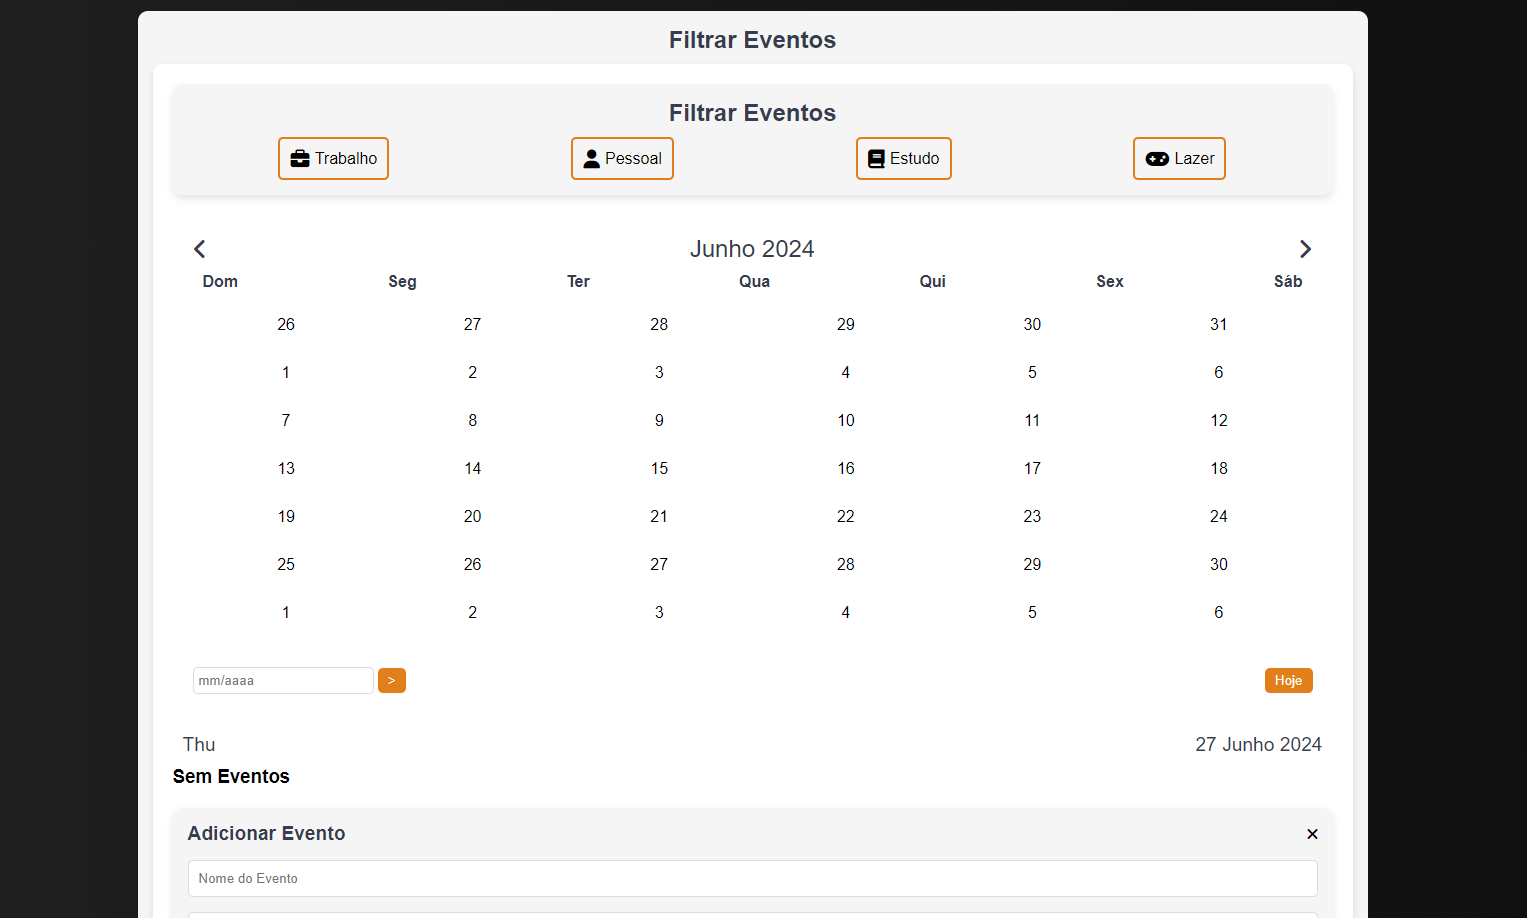 Filtrar Eventos
Filtrar Eventos
Trabalho Pessoal Estudo Lazer
Junho 2024
Dom Seg Ter Qua Qui Sex Sáb
26 27 28 29 30 31
1 2 3 4 5 6
7 8 9 10 11 12
13 14 15 16 17 18
19 20 21 22 23 24
25 26 27 28 29 30
1 2 3 4 5 6
mm/aaaa > Hoje
Thu 27 Junho 2024
Sem Eventos
Adicionar Evento
Nome do Evento